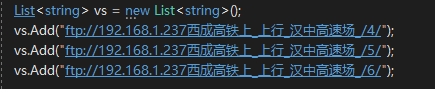 List<string> vs = new List<string>();
vs.Add("ftp://192.168.1.237西成高铁上_上行_汉中高速场_/4/");
vs.Add("ftp://192.168.1.237西成高铁上_上行_汉中高速场_/5/");
vs.Add("ftp://192.168.1.237西成高铁上_上行_汉中高速场_/6/");